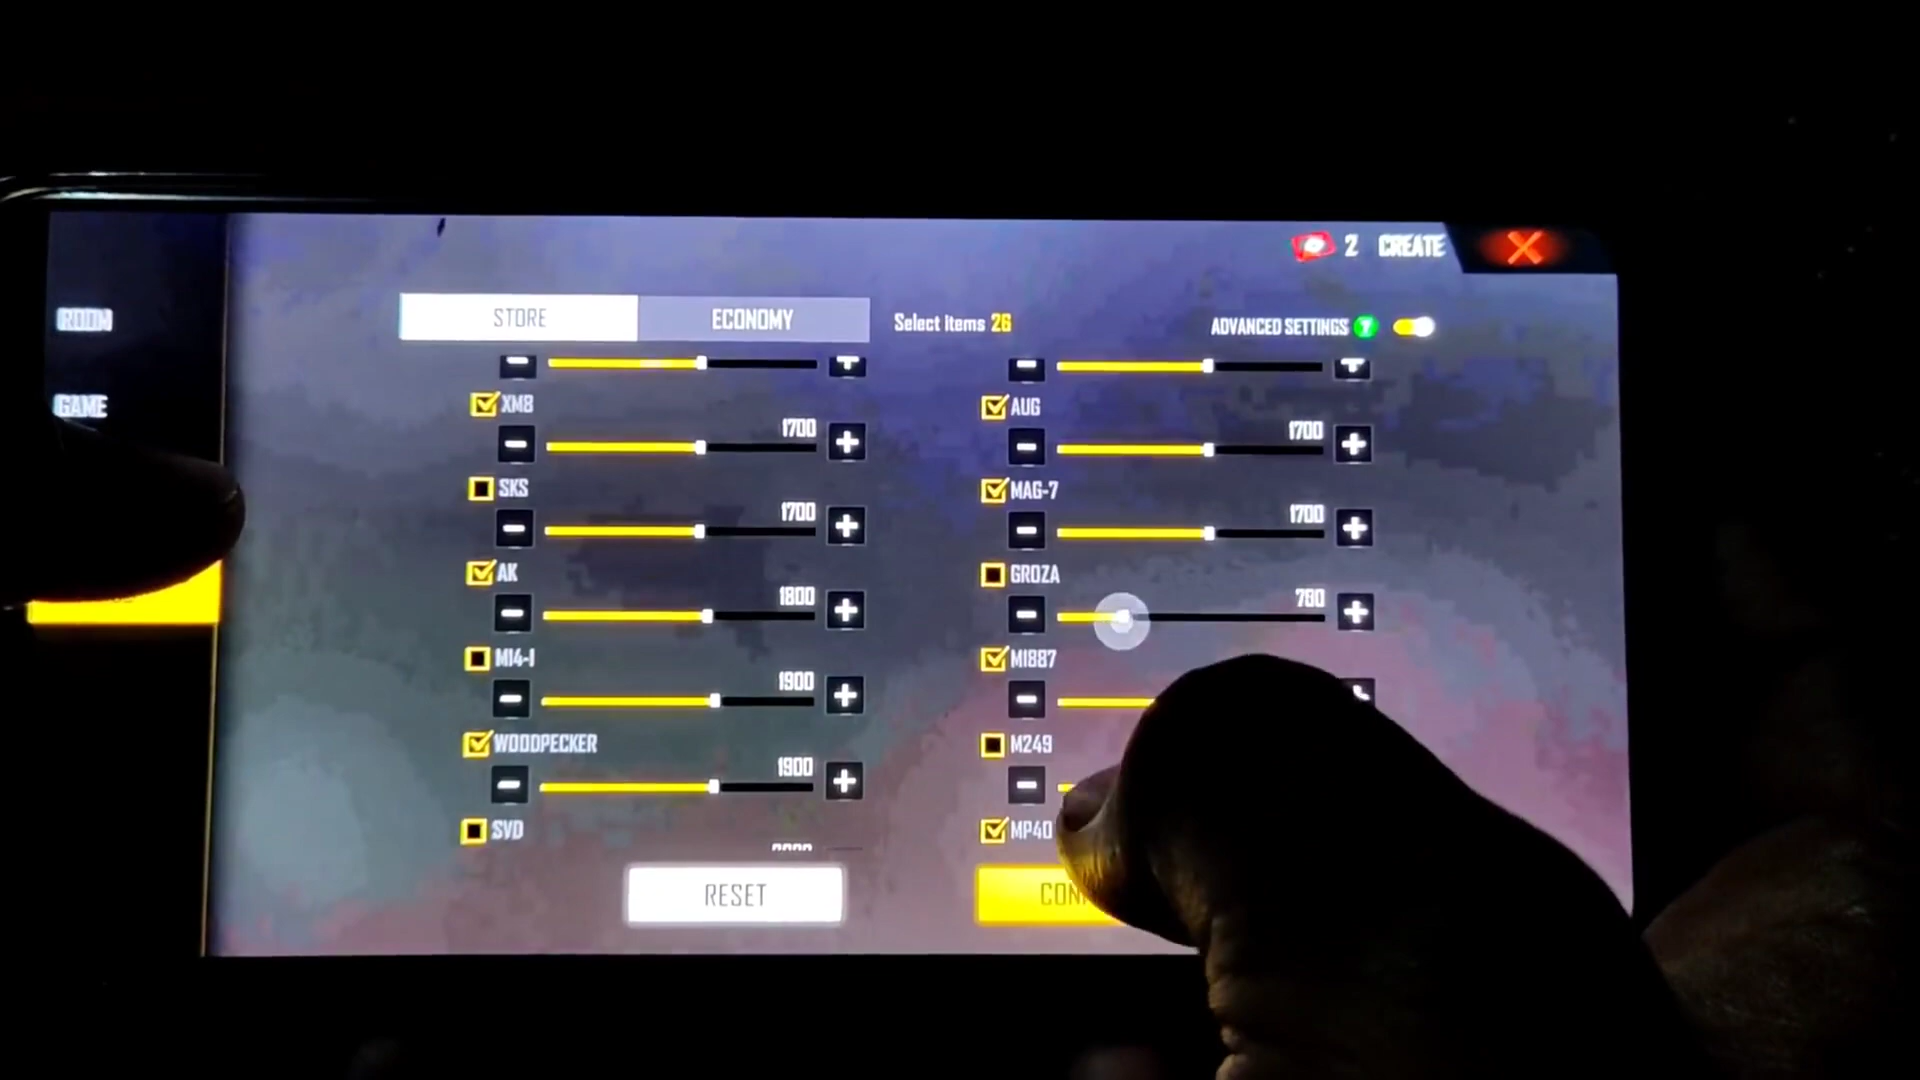 2 CREATE
ROOM
STORE
ECONOMY
Select items 26
ADVANCED SETTINGS ?
GAME
XM8
1700
AUG
1700
SKS
1700
MAG-7
1700
AK
1800
GROZA
780
M14-I
1900
M1887
WOODPECKER
1900
M249
SVD
MP40
RESET